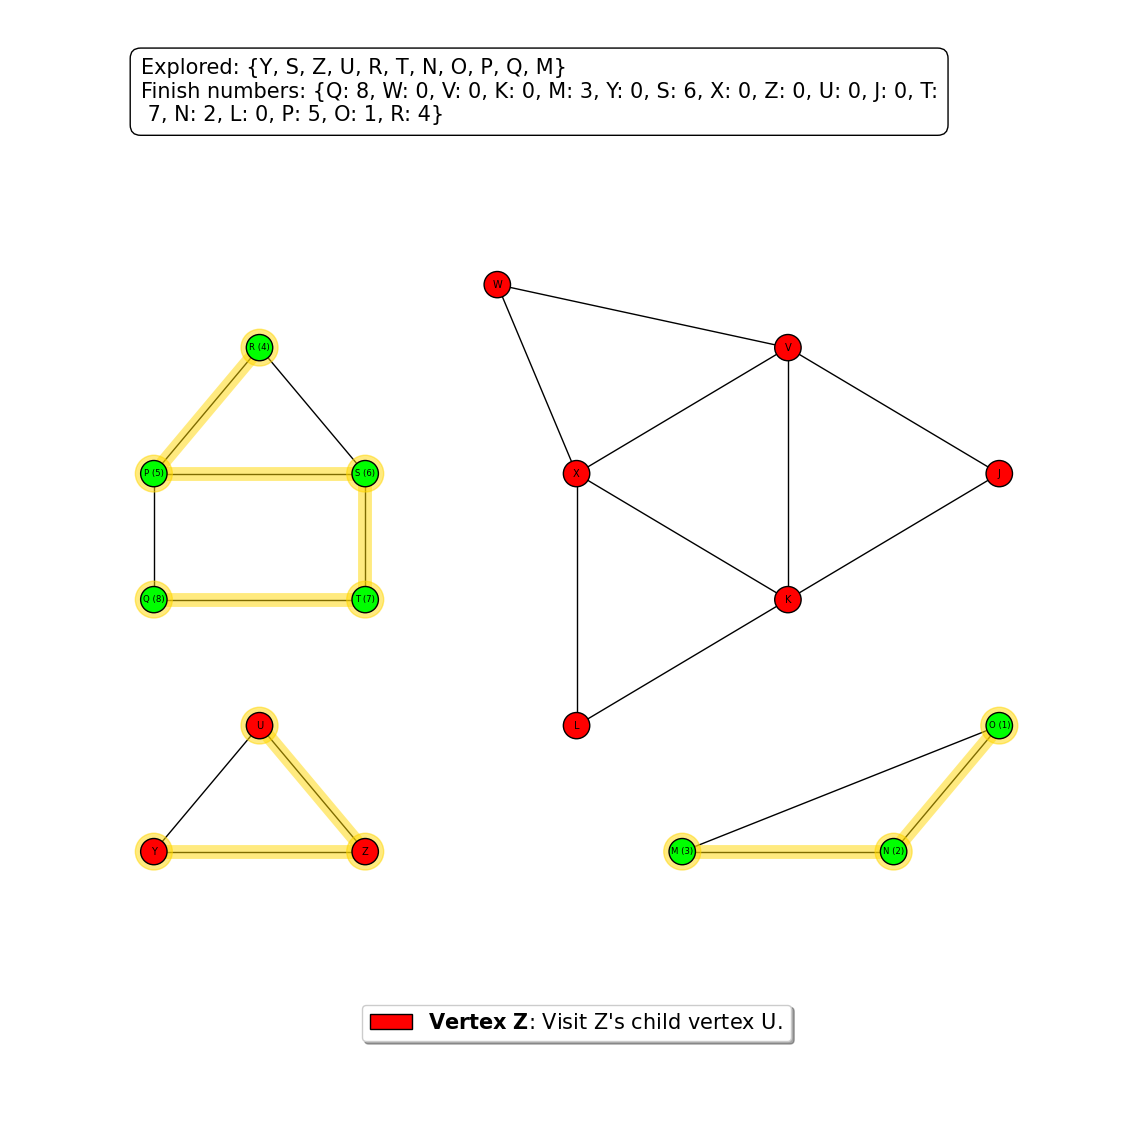 Explored: {Y, S, Z, U, R, T, N, O, P, Q, M}
Finish numbers: {Q: 8, W: 0, V: 0, K: 0, M: 3, Y: 0, S: 6, X: 0, Z: 0, U: 0, J: 0, T:
7, N: 2, L: 0, P: 5, O: 1, R: 4}
W
R (4)
V
P (5)
S (6)
X
J
Q (8)
T (7)
K
U
L
O (1)
Y
Z
M (3)
N (2)
Vertex Z: Visit Z's child vertex U.